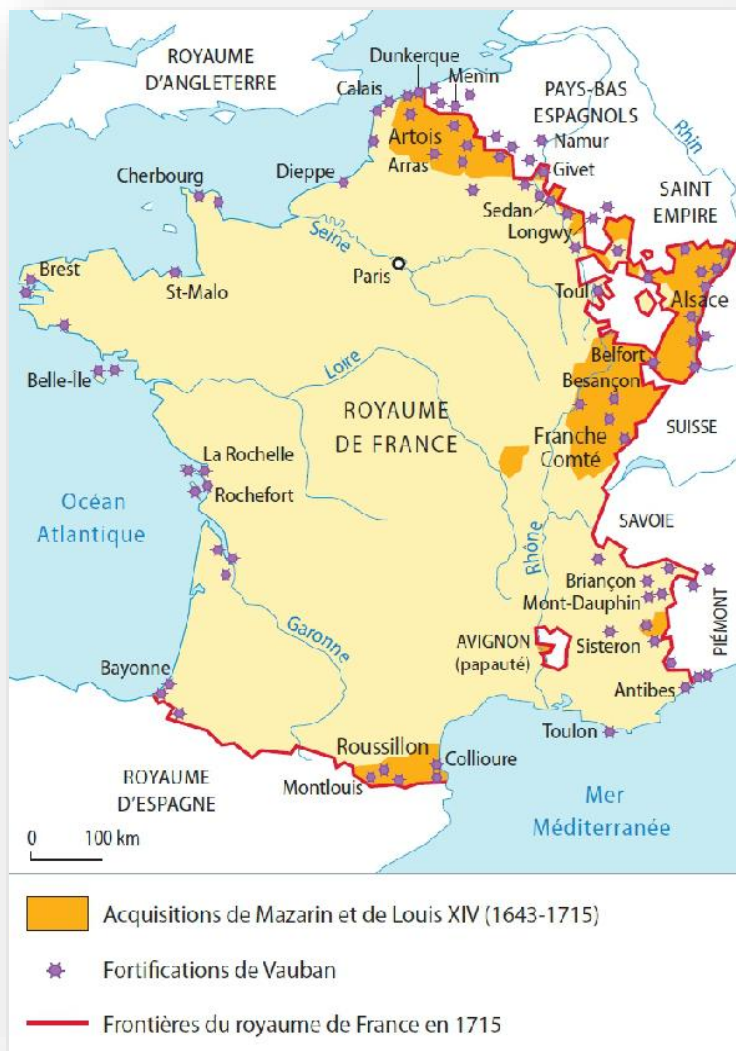 ROYAUME
D'ANGLETERRE
Dunkerque
Menin
Calais
PAYS-BAS
ESPAGNOLS
Rhin
Artois
Namur
Arras
Givet
Dieppe
Cherbourg
SAINT
EMPIRE
Sedan
Longwy
Seine
Paris
Brest
St-Malo
Toul
Alsace
Belfort
Besançon
Loire
Belle-Île
ROYAUME
DE FRANCE
Franche
Comté
SUISSE
La Rochelle
Rochefort
Océan
Atlantique
SAVOIE
Rhône
Briançon
Mont-Dauphin
PIÉMONT
Garonne
AVIGNON
(papauté)
Sisteron
Bayonne
Antibes
Toulon
Roussillon
Collioure
Montlouis
ROYAUME
D'ESPAGNE
Mer
Méditerranée
0 100 km
Acquisitions de Mazarin et de Louis XIV (1643-1715)
Fortifications de Vauban
Frontières du royaume de France en 1715